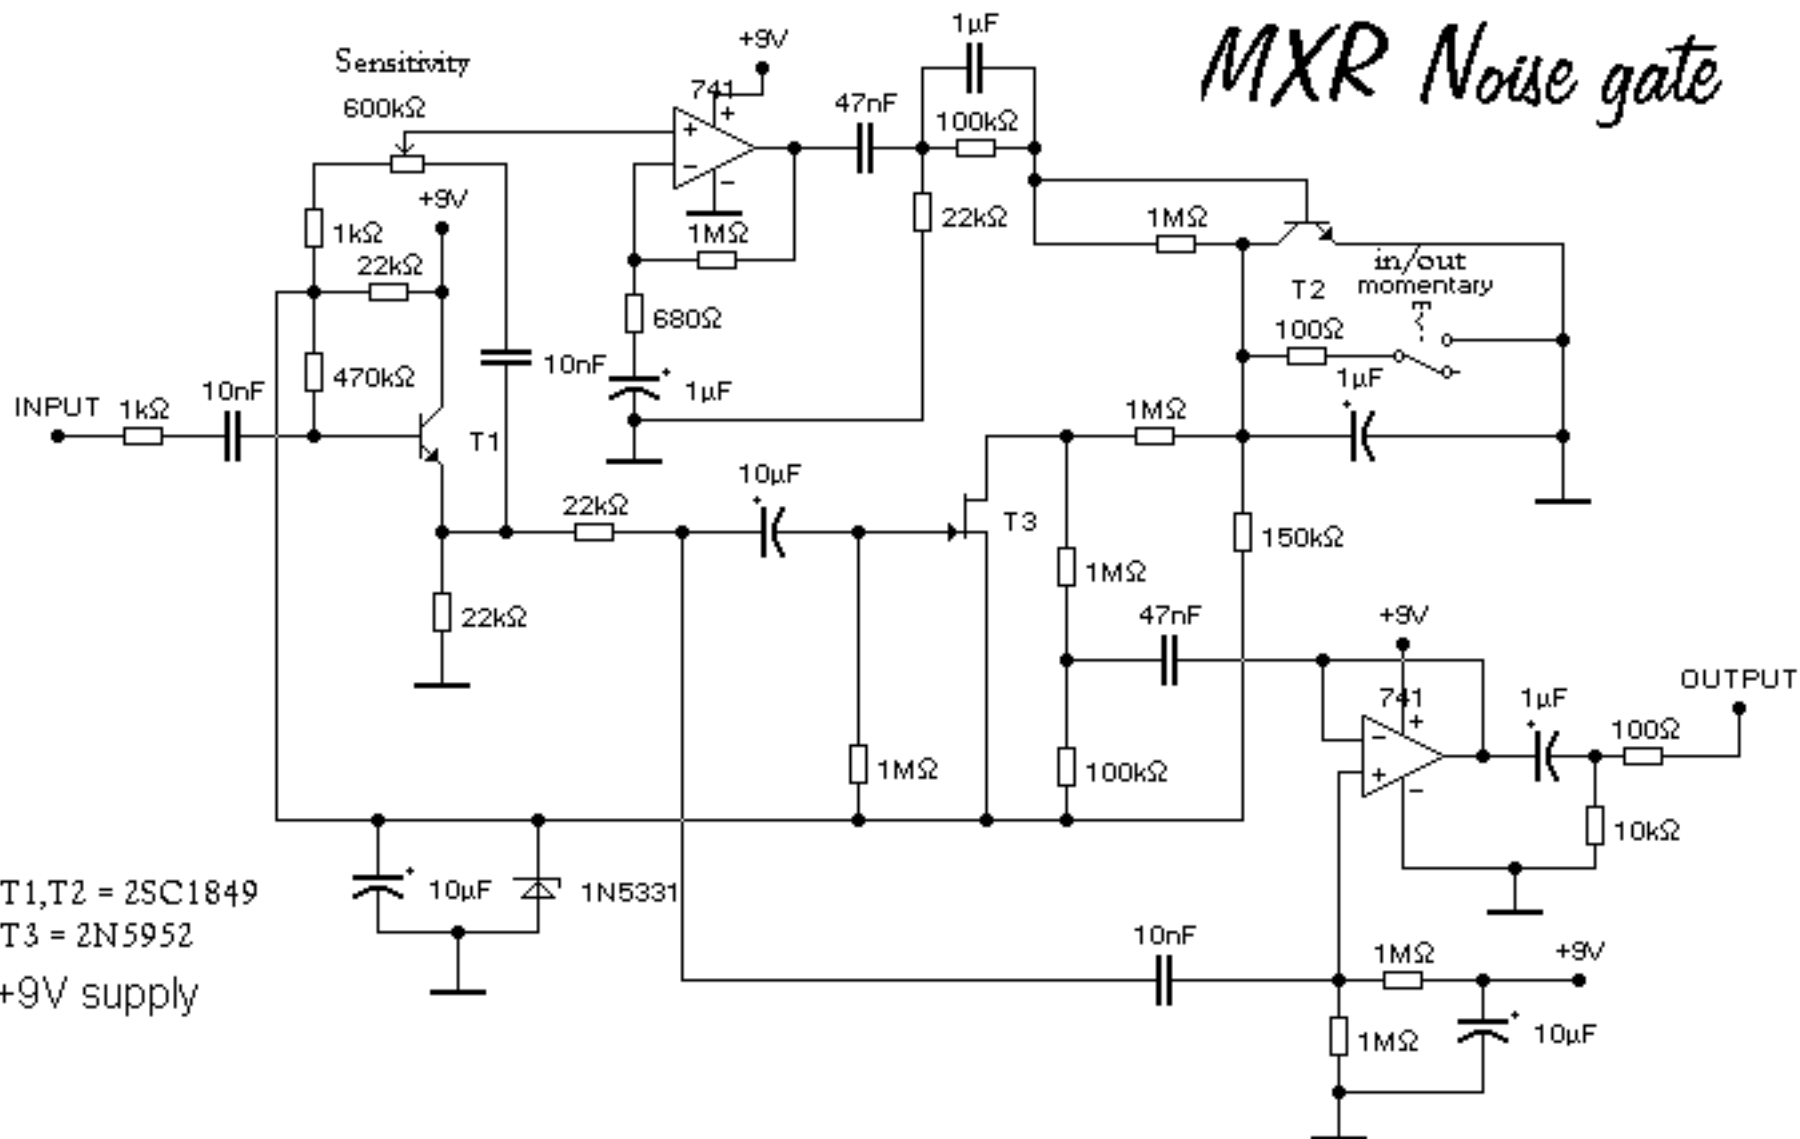 MXR Noise gate
1µF
+9V
Sensitivity
600kΩ
741
+
47nF
100kΩ
+
−
−
+9V
1kΩ
22kΩ
1MΩ
22kΩ
1MΩ
in/out
momentary
T2
680Ω
100Ω
10nF
470kΩ
1µF
1µF
+
+
INPUT
1kΩ
10nF
T1
1MΩ
10µF
+
22kΩ
T3
150kΩ
1MΩ
22kΩ
47nF
+9V
OUTPUT
741
+
1µF
+
100Ω
−
+
−
1MΩ
100kΩ
10kΩ
+
10µF
1N5331
T1,T2 = 2SC1849
T3 = 2N5952
+9V supply
10nF
1MΩ
+9V
+
1MΩ
10µF